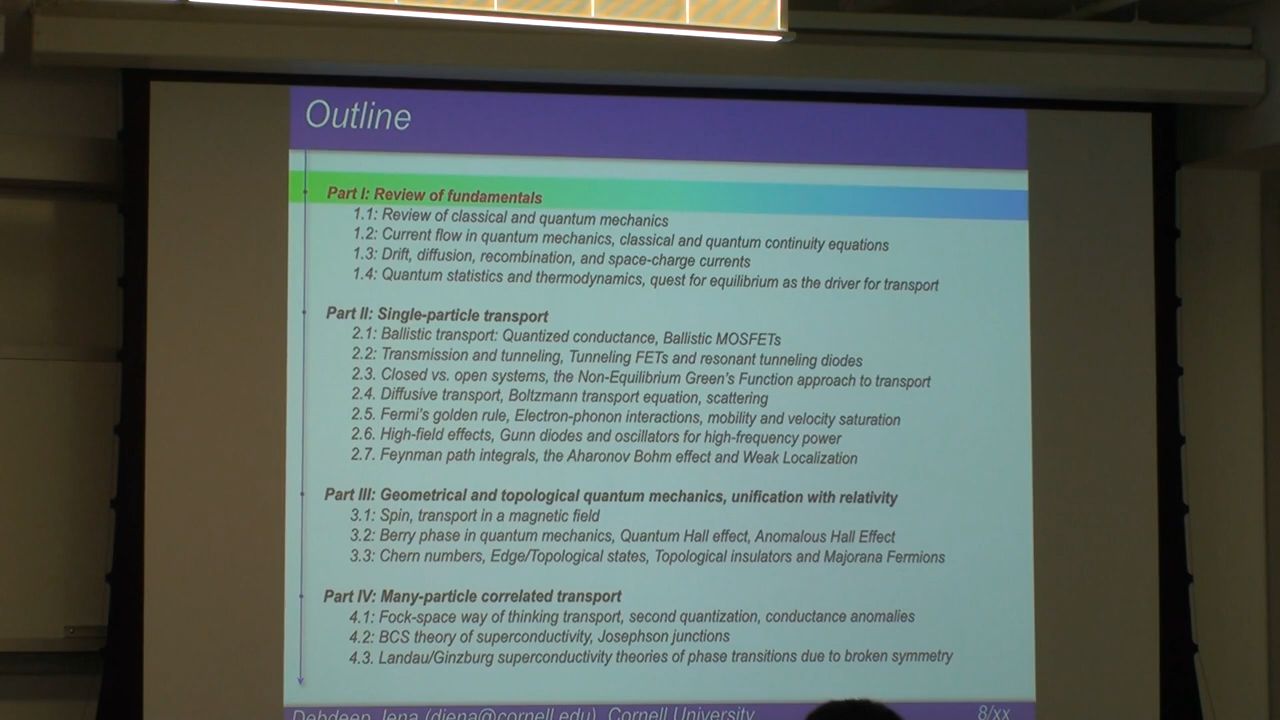 Outline
Part I: Review of fundamentals
1.1: Review of classical and quantum mechanics
1.2: Current flow in quantum mechanics, classical and quantum continuity equations
1.3: Drift, diffusion, recombination, and space-charge currents
1.4: Quantum statistics and thermodynamics, quest for equilibrium as the driver for transport
Part II: Single-particle transport
2.1: Ballistic transport: Quantized conductance, Ballistic MOSFETs
2.2: Transmission and tunneling, Tunneling FETs and resonant tunneling diodes
2.3. Closed vs. open systems, the Non-Equilibrium Green's Function approach to transport
2.4. Diffusive transport, Boltzmann transport equation, scattering
2.5. Fermi's golden rule, Electron-phonon interactions, mobility and velocity saturation
2.6. High-field effects, Gunn diodes and oscillators for high-frequency power
2.7. Feynman path integrals, the Aharonov Bohm effect and Weak Localization
Part III: Geometrical and topological quantum mechanics, unification with relativity
3.1: Spin, transport in a magnetic field
3.2: Berry phase in quantum mechanics, Quantum Hall effect, Anomalous Hall Effect
3.3: Chern numbers, Edge/Topological states, Topological insulators and Majorana Fermions
Part IV: Many-particle correlated transport
4.1: Fock-space way of thinking transport, second quantization, conductance anomalies
4.2: BCS theory of superconductivity, Josephson junctions
4.3. Landau/Ginzburg superconductivity theories of phase transitions due to broken symmetry
Debdeep Jena (djena@cornell.edu), Cornell University 8/xx